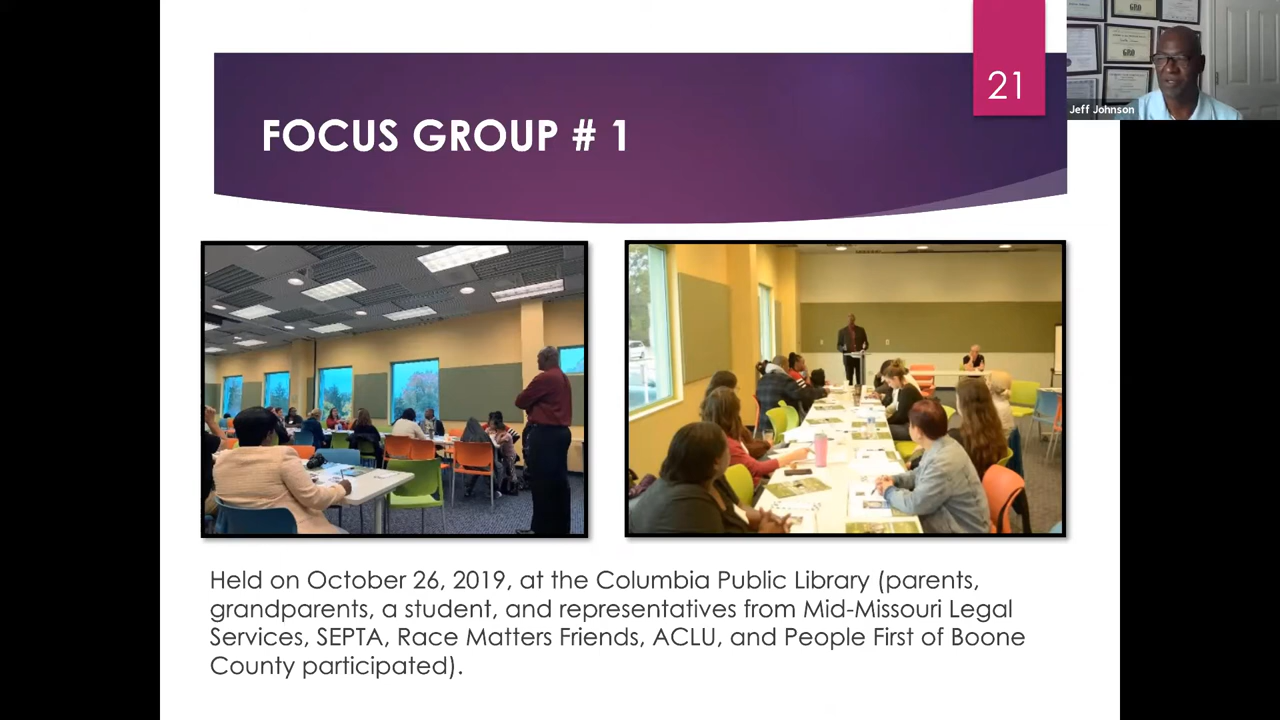 21
Jeff Johnson
FOCUS GROUP # 1
Held on October 26, 2019, at the Columbia Public Library (parents,
grandparents, a student, and representatives from Mid-Missouri Legal
Services, SEPTA, Race Matters Friends, ACLU, and People First of Boone
County participated).